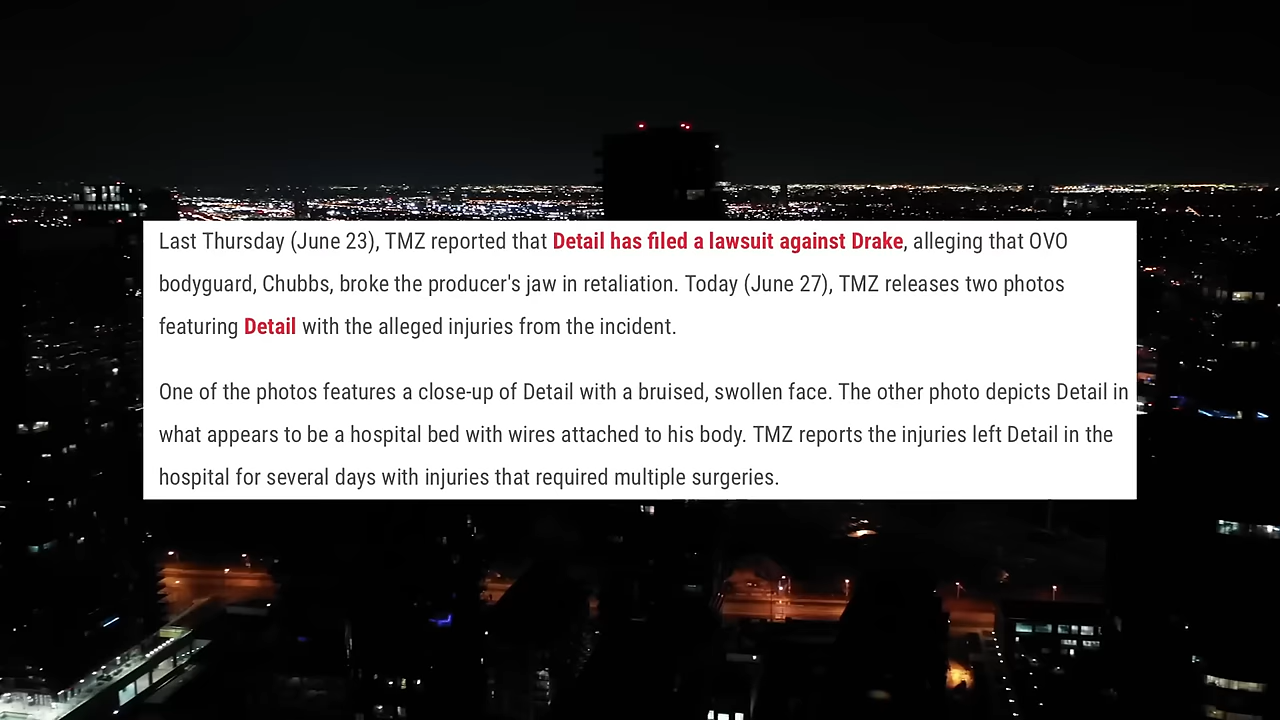 Last Thursday (June 23), TMZ reported that Detail has filed a lawsuit against Drake, alleging that OVO
bodyguard, Chubbs, broke the producer's jaw in retaliation. Today (June 27), TMZ releases two photos
featuring Detail with the alleged injuries from the incident.
One of the photos features a close-up of Detail with a bruised, swollen face. The other photo depicts Detail in
what appears to be a hospital bed with wires attached to his body. TMZ reports the injuries left Detail in the
hospital for several days with injuries that required multiple surgeries.